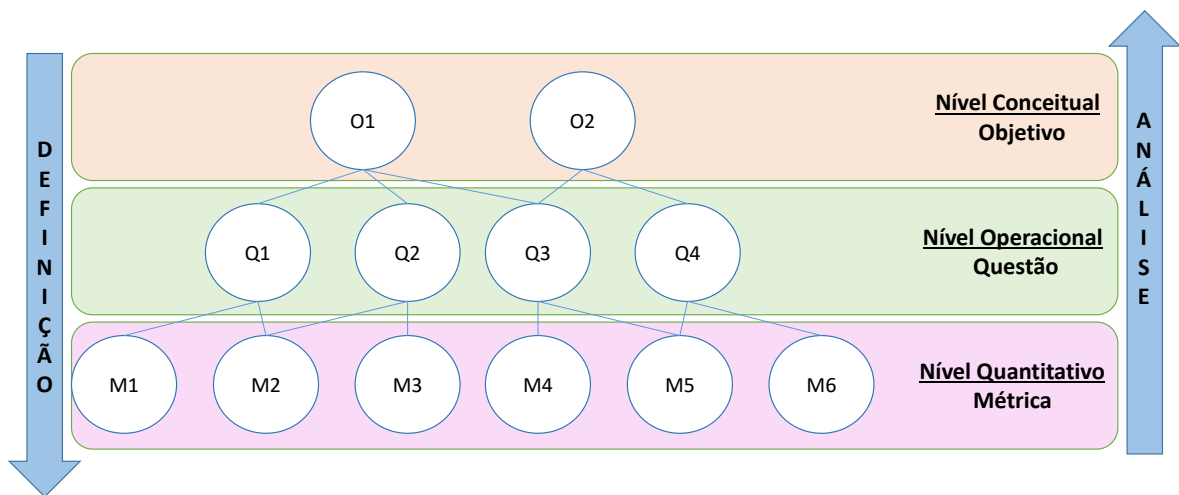 DEFINIÇÃO
O1
O2
Nível Conceitual
Objetivo
Q1
Q2
Q3
Q4
Nível Operacional
Questão
M1
M2
M3
M4
M5
M6
Nível Quantitativo
Métrica
ANÁLISE